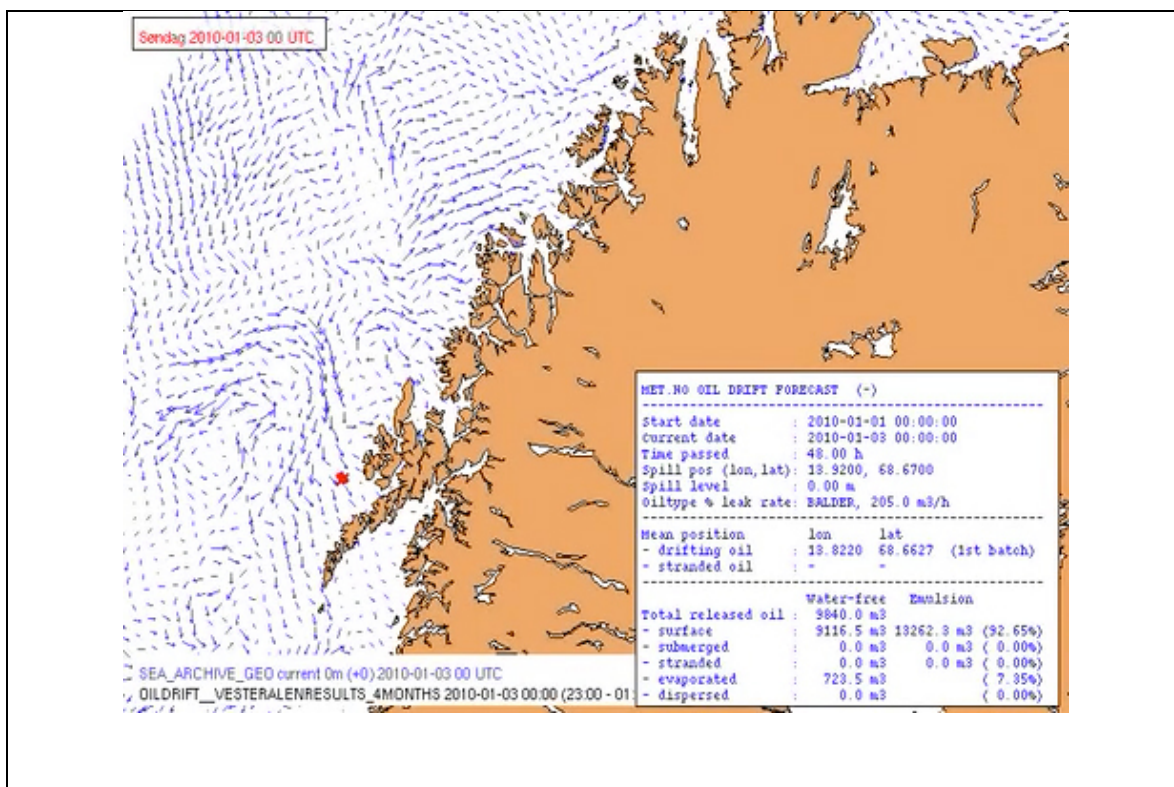 Søndag 2010-01-03 00 UTC
MET.NO OIL DRIFT FORECAST (-)
Start date : 2010-01-01 00:00:00
Current date : 2010-01-03 00:00:00
Time passed : 48.00 h
Spill pos (lon,lat): 13.9200, 68.6700
Spill level : 0.00 m
Oiltype % leak rate: BALDER, 205.0 m3/h
Mean position lon lat
- drifting oil : 13.8220 68.6627 (1st batch)
- stranded oil : - -
Water-free Emulsion
Total released oil : 9840.0 m3
- surface : 9116.5 m3 13262.3 m3 (92.65%)
- submerged : 0.0 m3 0.0 m3 ( 0.00%)
- stranded : 0.0 m3 0.0 m3 ( 0.00%)
- evaporated : 723.5 m3 ( 7.35%)
- dispersed : 0.0 m3 ( 0.00%)
SEA_ARCHIVE_GEO current 0m (+0) 2010-01-03 00 UTC
OILDRIFT__VESTERALENRESULTS_4MONTHS 2010-01-03 00:00 (23:00 - 01: